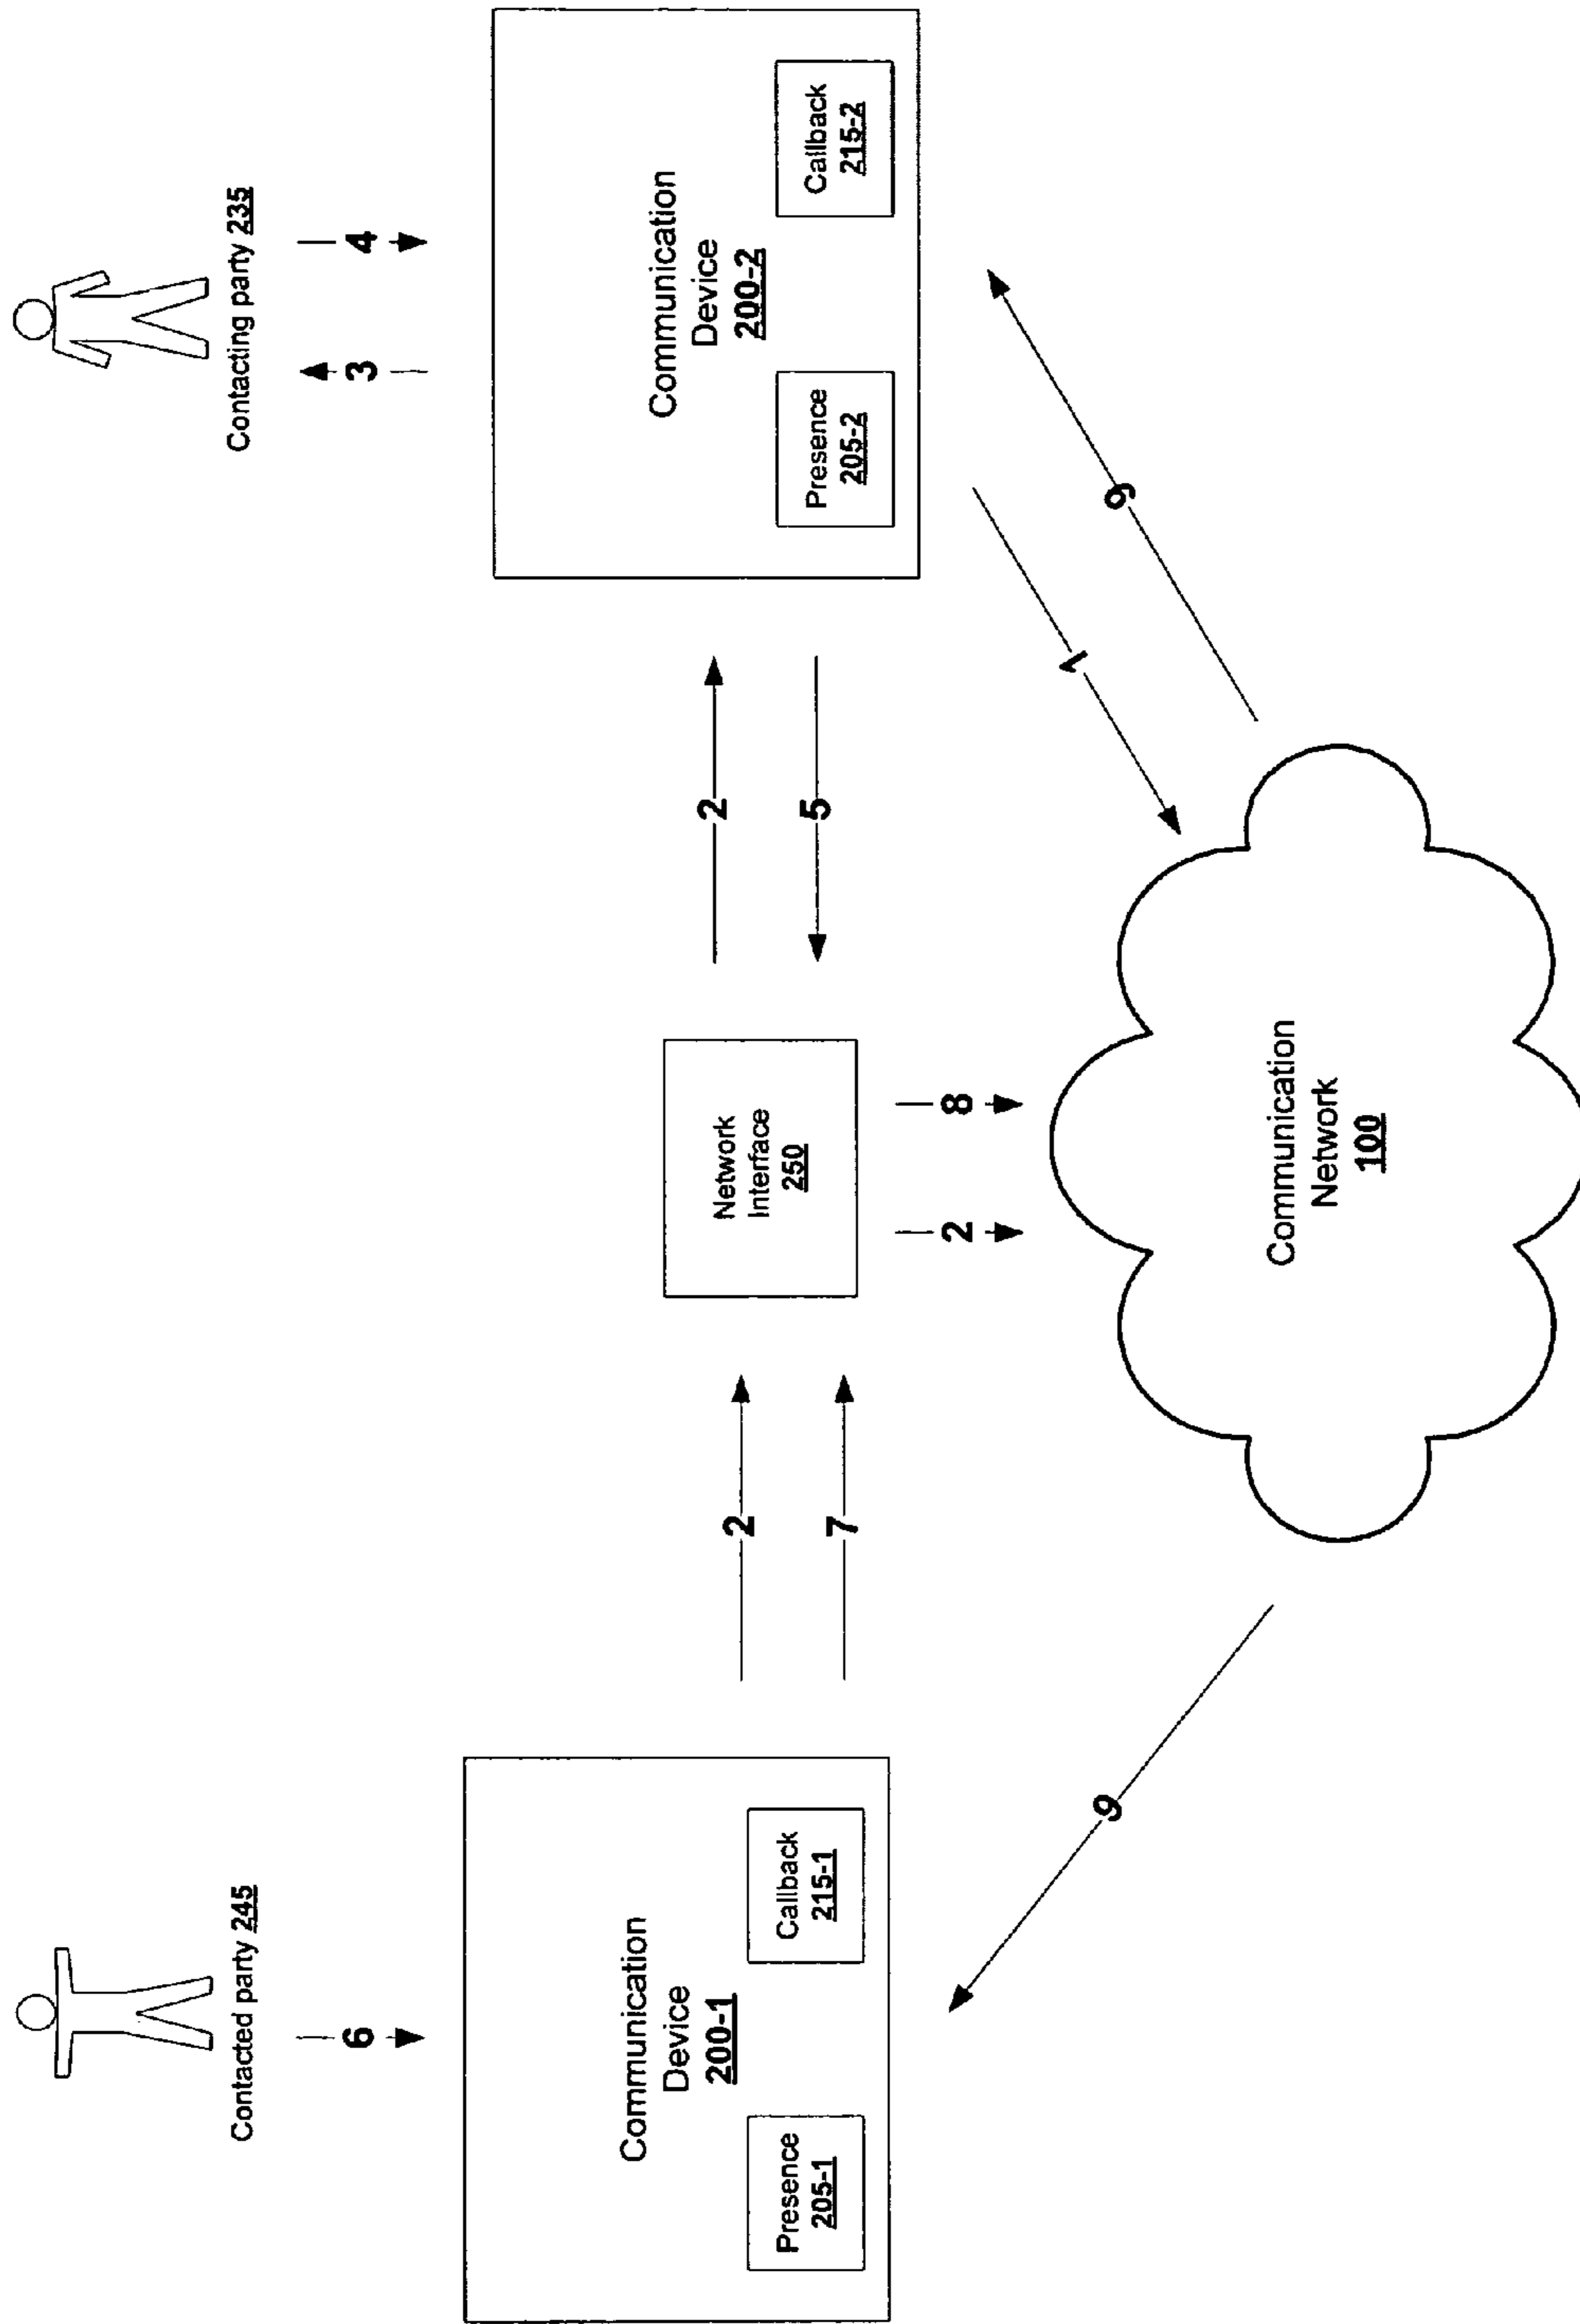 Contacted party 245
Contacting party 235
6
3
4
Communication
Device
200-1
Presence
205-1
Callback
215-1
2
7
Network
Interface
250
2
5
Communication
Device
200-2
Presence
205-2
Callback
215-2
2
8
1
9
9
Communication
Network
100